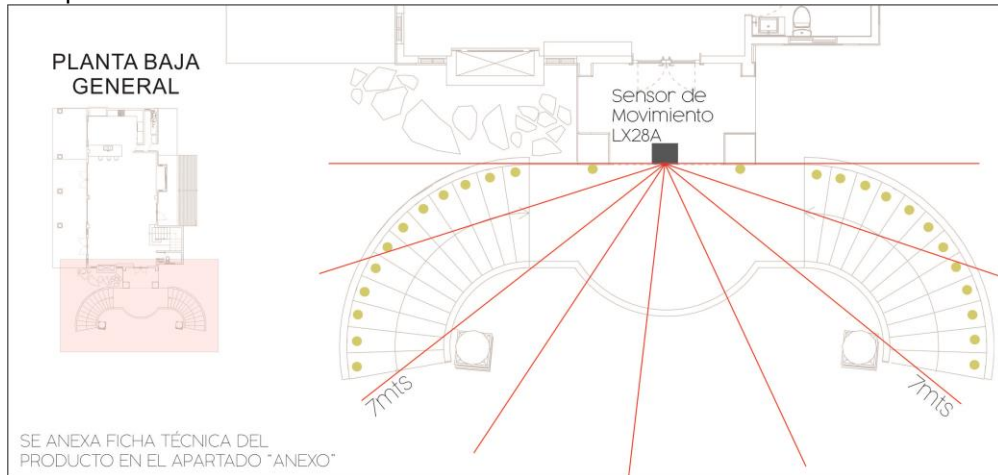 PLANTA BAJA
GENERAL
Sensor de
Movimiento
LX28A
7mts
7mts
SE ANEXA FICHA TÉCNICA DEL
PRODUCTO EN EL APARTADO "ANEXO"